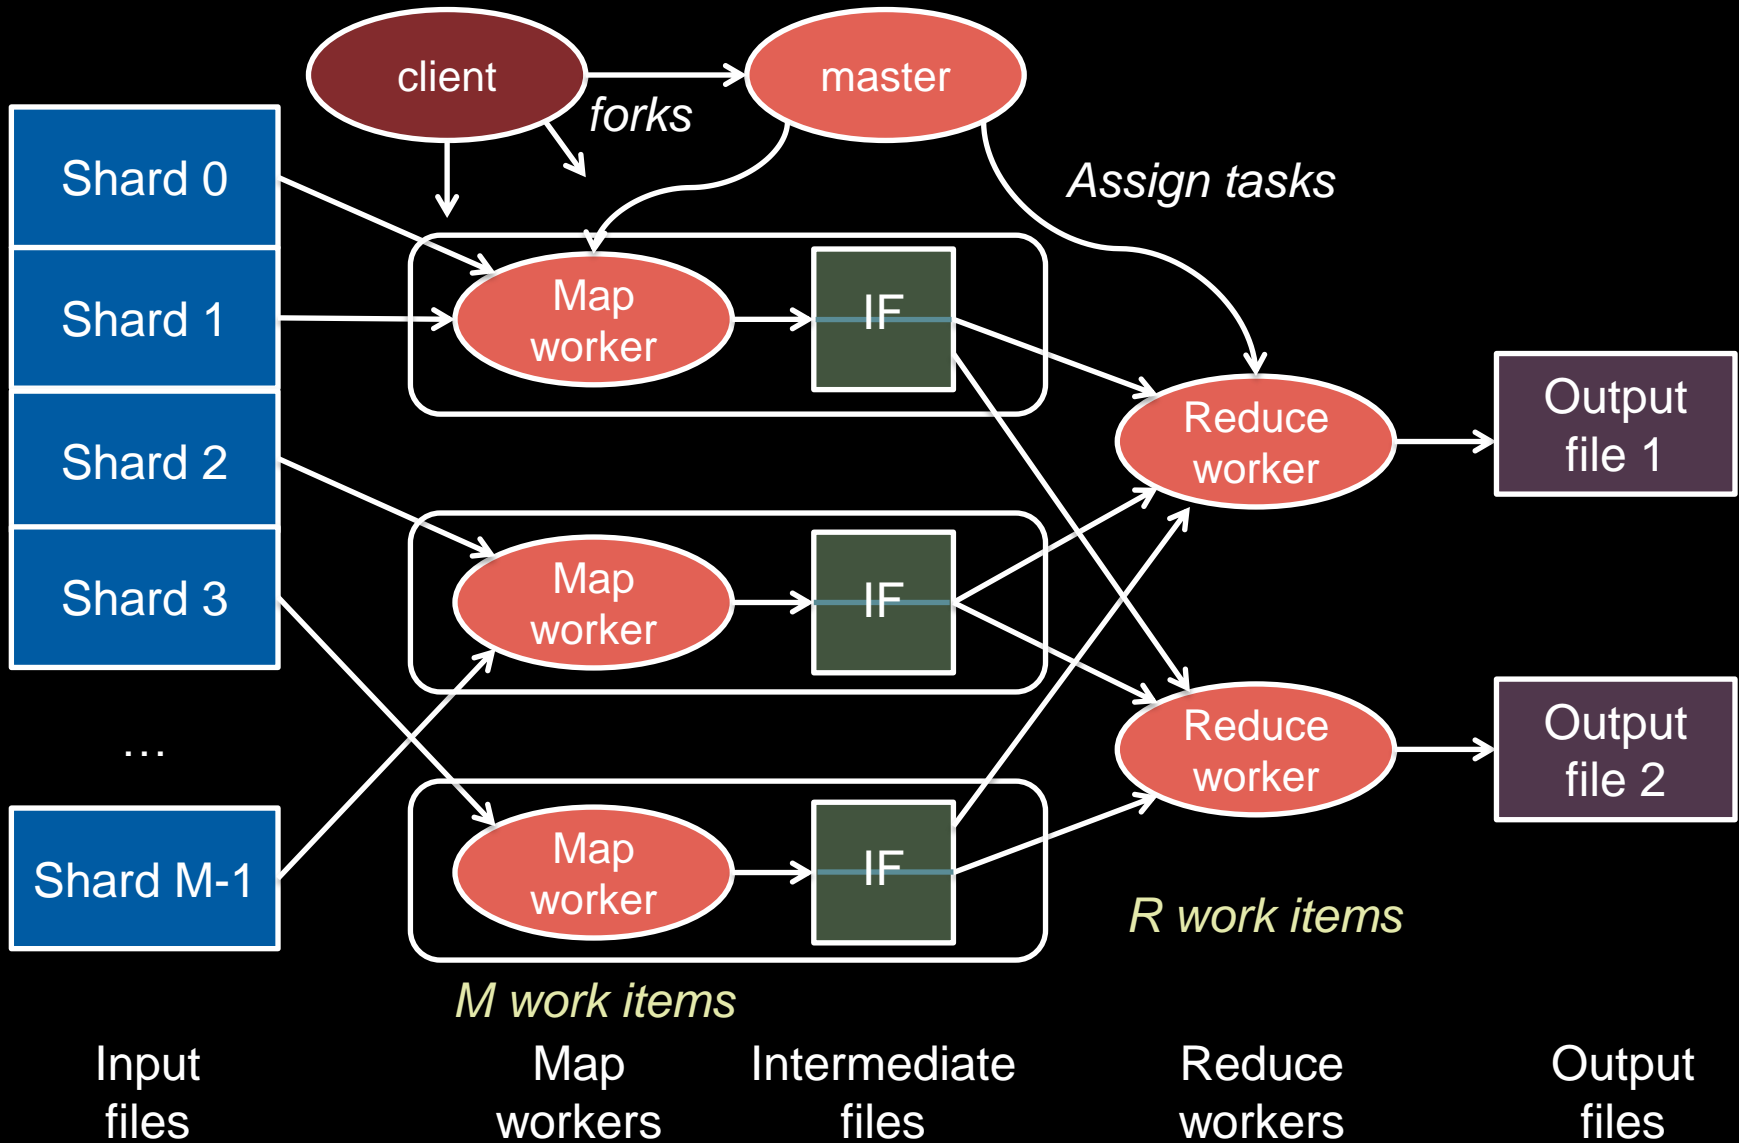 client
master
forks
Assign tasks
Shard 0
Shard 1
Shard 2
Shard 3
…
Shard M-1
Map
worker
IF
Map
worker
IF
Map
worker
IF
Reduce
worker
Reduce
worker
Output
file 1
Output
file 2
R work items
M work items
Input
files
Map
workers
Intermediate
files
Reduce
workers
Output
files